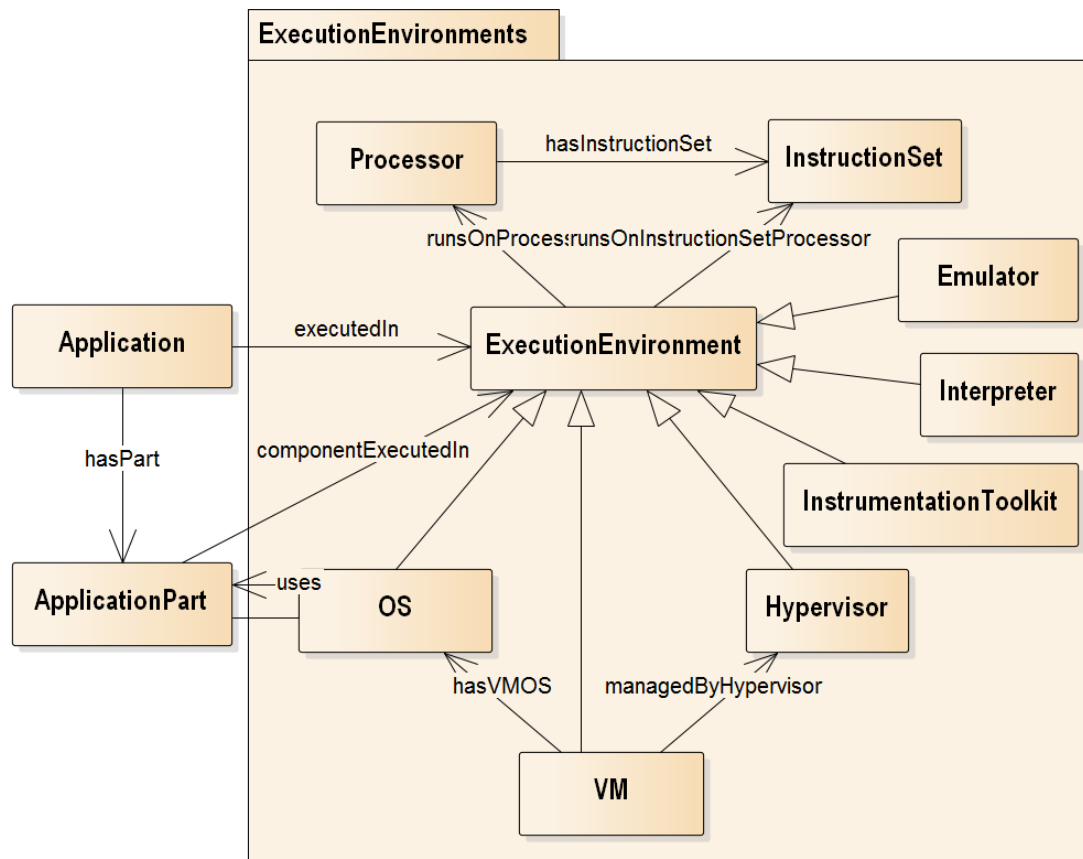 ExecutionEnvironments
Processor
hasInstructionSet
InstructionSet
runsOnProcess
runsOnInstructionSetProcessor
Emulator
Application
executedIn
ExecutionEnvironment
Interpreter
hasPart
componentExecutedIn
InstrumentationToolkit
ApplicationPart
uses
OS
Hypervisor
hasVMOS
managedByHypervisor
VM